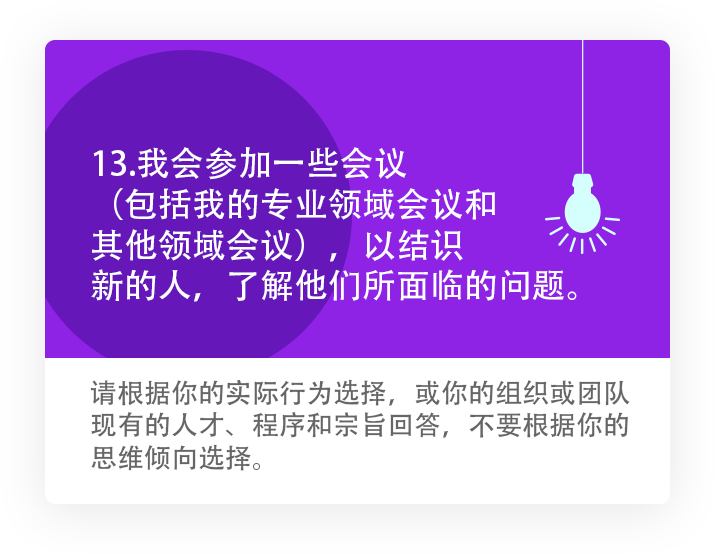 13.我会参加一些会议
（包括我的专业领域会议和
其他领域会议），以结识
新的人，了解他们所面临的问题。
请根据你的实际行为选择，或你的组织或团队
现有的人才、程序和宗旨回答，不要根据你的
思维倾向选择。